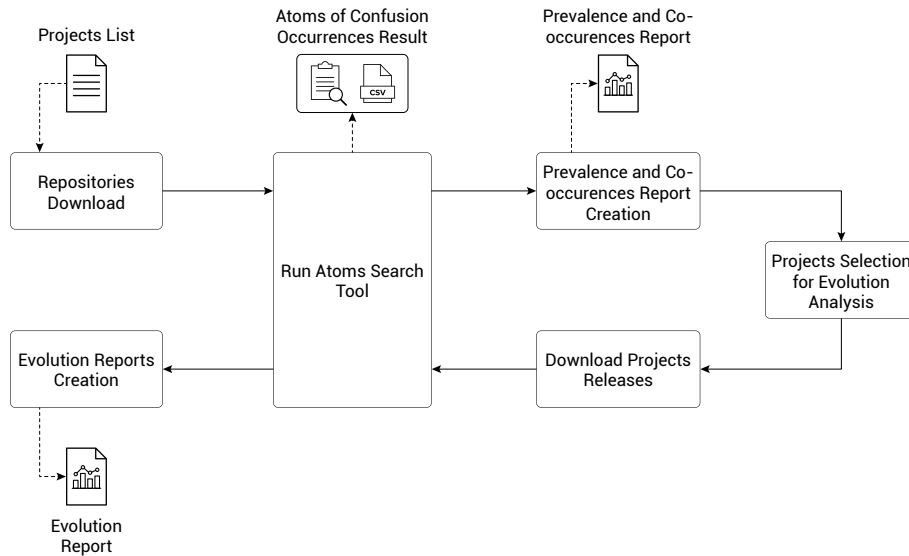 Projects List
Atoms of Confusion
Occurrences Result
Prevalence and Co-
occurences Report
CSV
Repositories
Download
Run Atoms Search
Tool
Prevalence and Co-
occurences Report
Creation
Projects Selection
for Evolution
Analysis
Download Projects
Releases
Evolution Reports
Creation
Evolution
Report